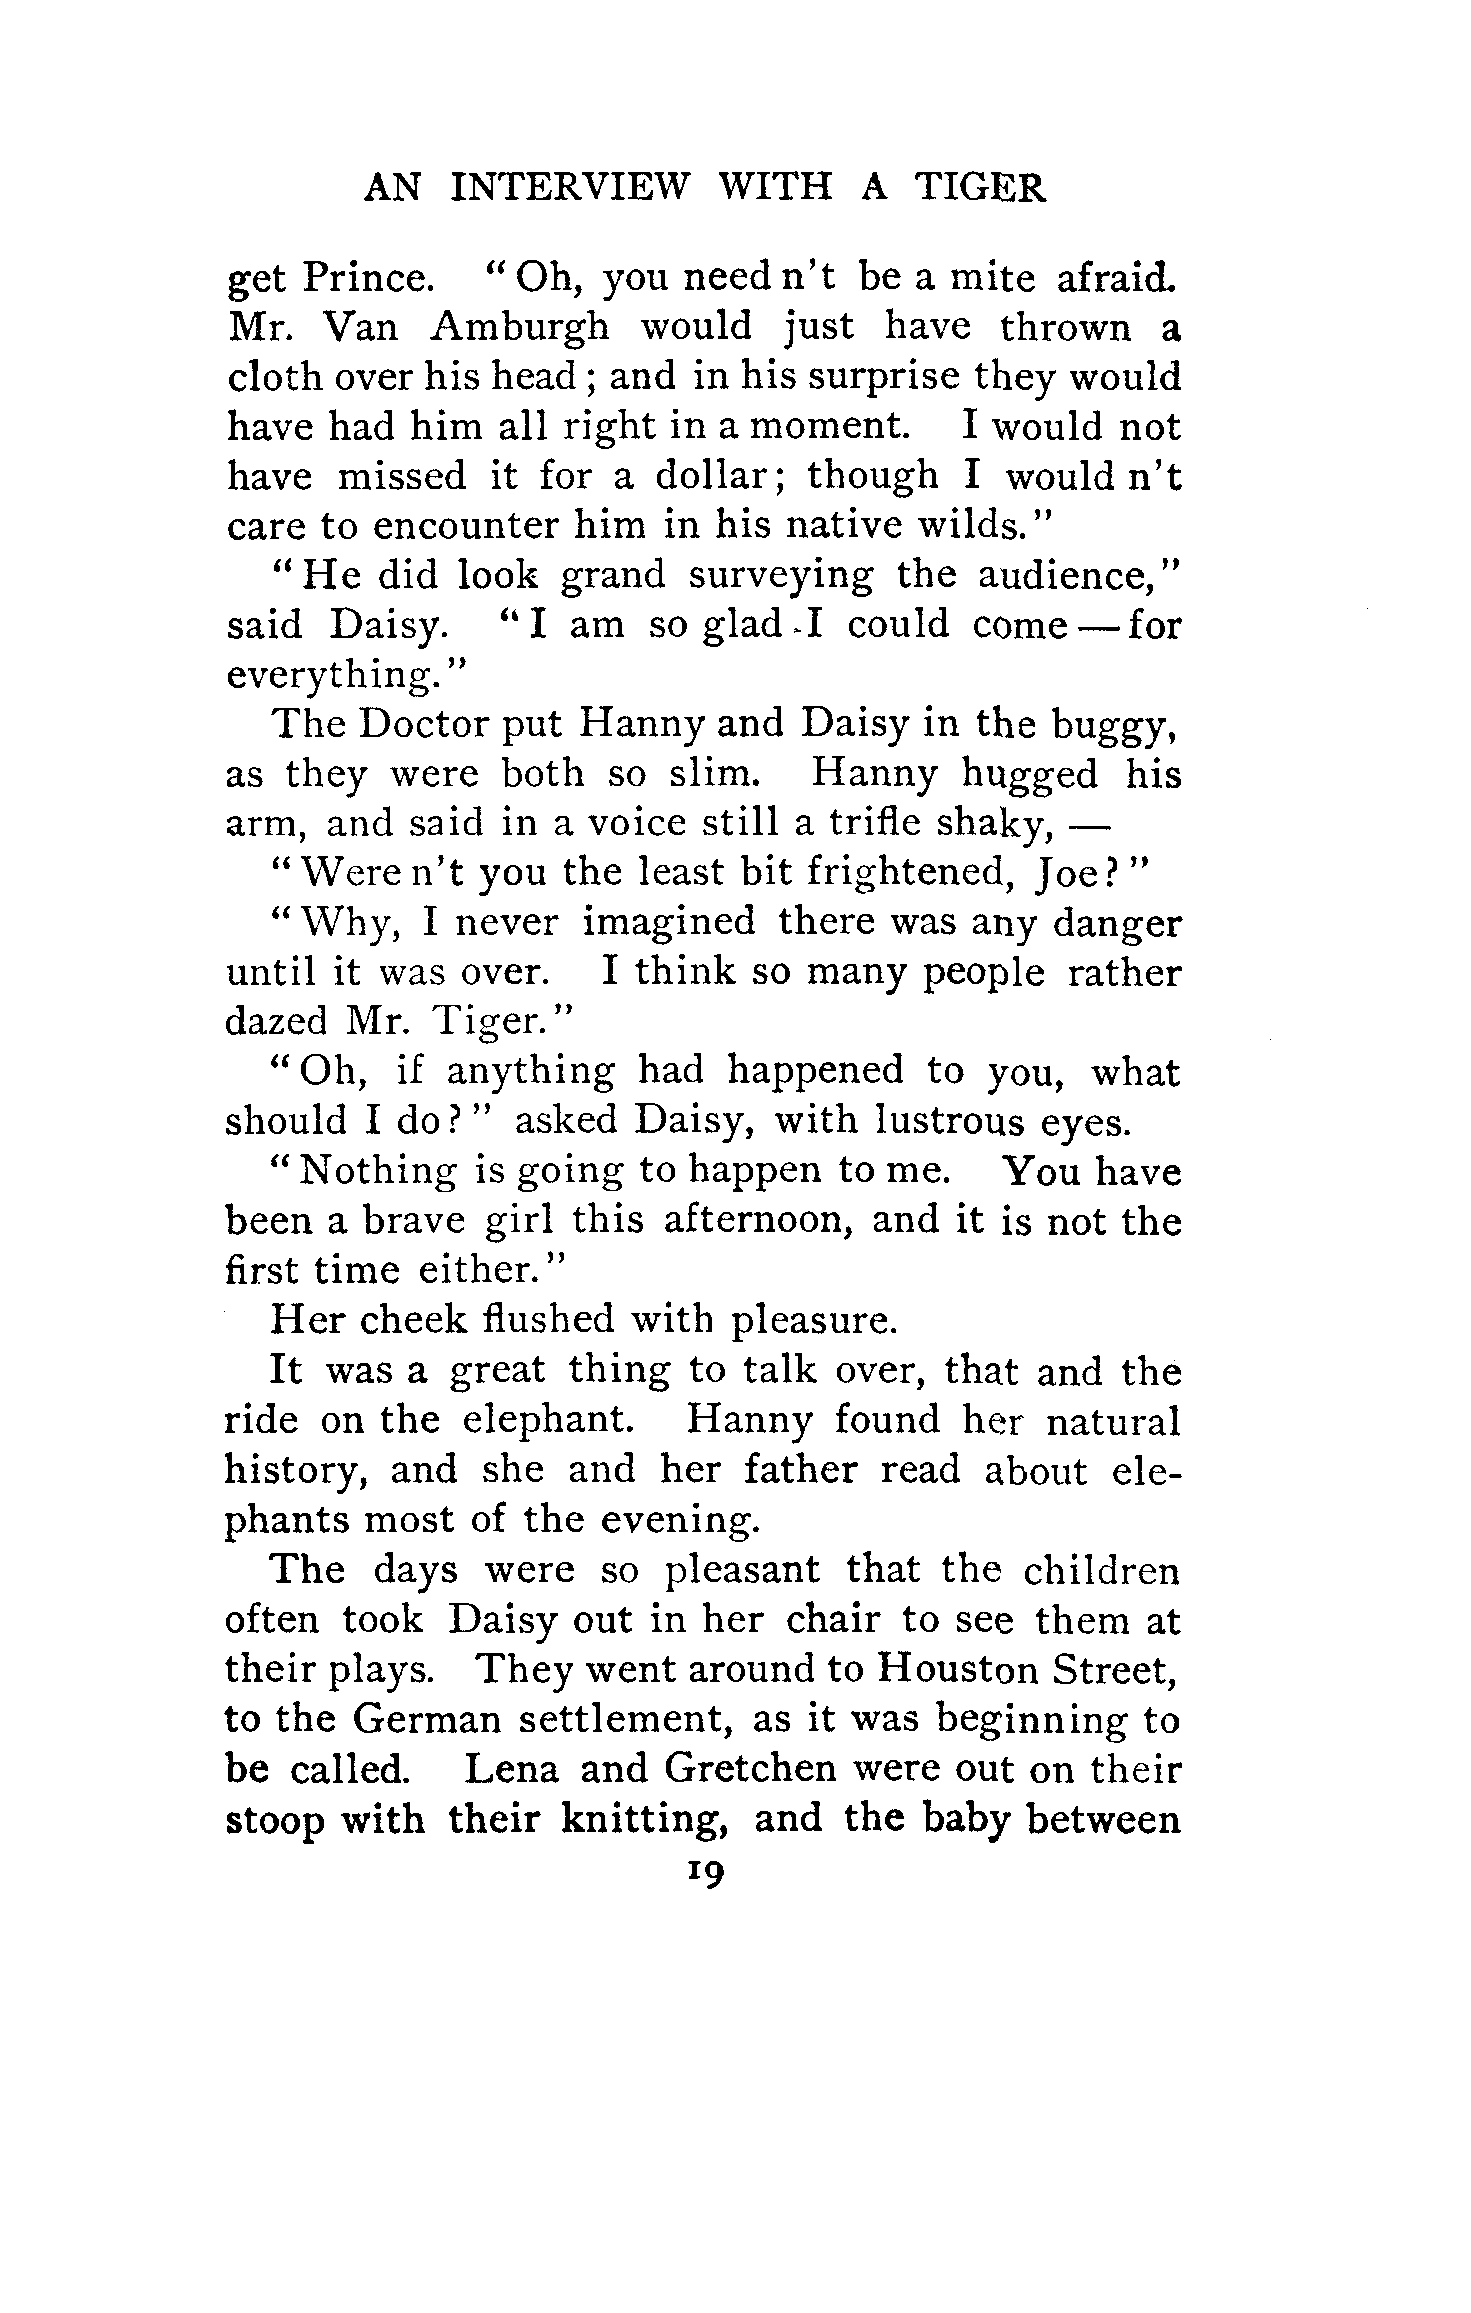 AN INTERVIEW WITH A TIGER
get Prince. " Oh, you need n't be a mite afraid.
Mr. Van Amburgh would just have thrown a
cloth over his head ; and in his surprise they would
have had him all right in a moment. I would not
have missed it for a dollar; though I would n't
care to encounter him in his native wilds."
" He did look grand surveying the audience,"
said Daisy. " I am so glad I could come — for
everything."
The Doctor put Hanny and Daisy in the buggy,
as they were both so slim. Hanny hugged his
arm, and said in a voice still a trifle shaky, —
" Were n't you the least bit frightened, Joe? "
" Why, I never imagined there was any danger
until it was over. I think so many people rather
dazed Mr. Tiger."
" Oh, if anything had happened to you, what
should I do? " asked Daisy, with lustrous eyes.
" Nothing is going to happen to me. You have
been a brave girl this afternoon, and it is not the
first time either."
Her cheek flushed with pleasure.
It was a great thing to talk over, that and the
ride on the elephant. Hanny found her natural
history, and she and her father read about ele-
phants most of the evening.
The days were so pleasant that the children
often took Daisy out in her chair to see them at
their plays. They went around to Houston Street,
to the German settlement, as it was beginning to
be called. Lena and Gretchen were out on their
stoop with their knitting, and the baby between
19